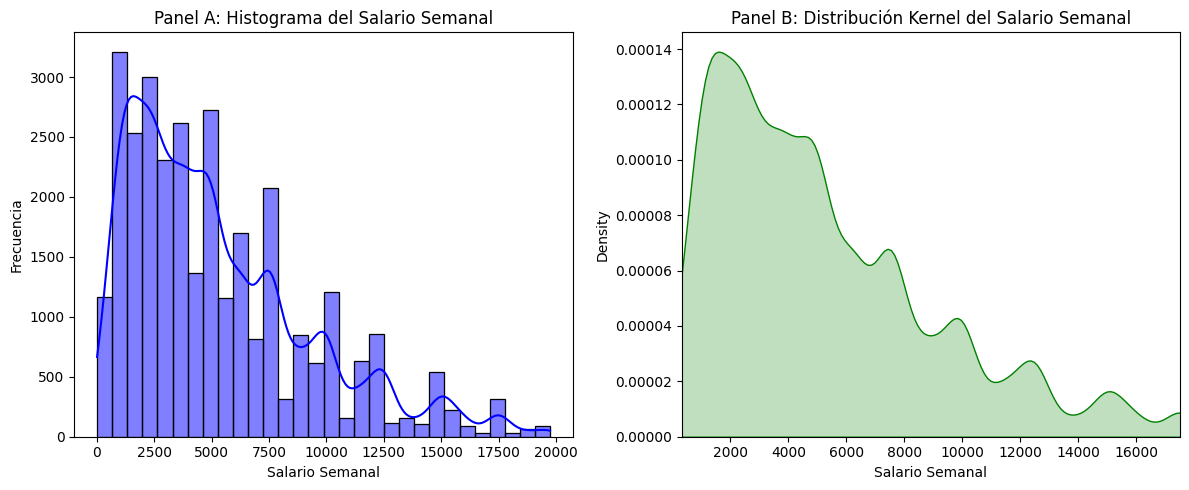 Panel A: Histograma del Salario Semanal
Frecuencia
3000
2500
2000
1500
1000
500
0
0 2500 5000 7500 10000 12500 15000 17500 20000
Salario Semanal
Panel B: Distribución Kernel del Salario Semanal
Density
0.00014
0.00012
0.00010
0.00008
0.00006
0.00004
0.00002
0.00000
2000 4000 6000 8000 10000 12000 14000 16000
Salario Semanal